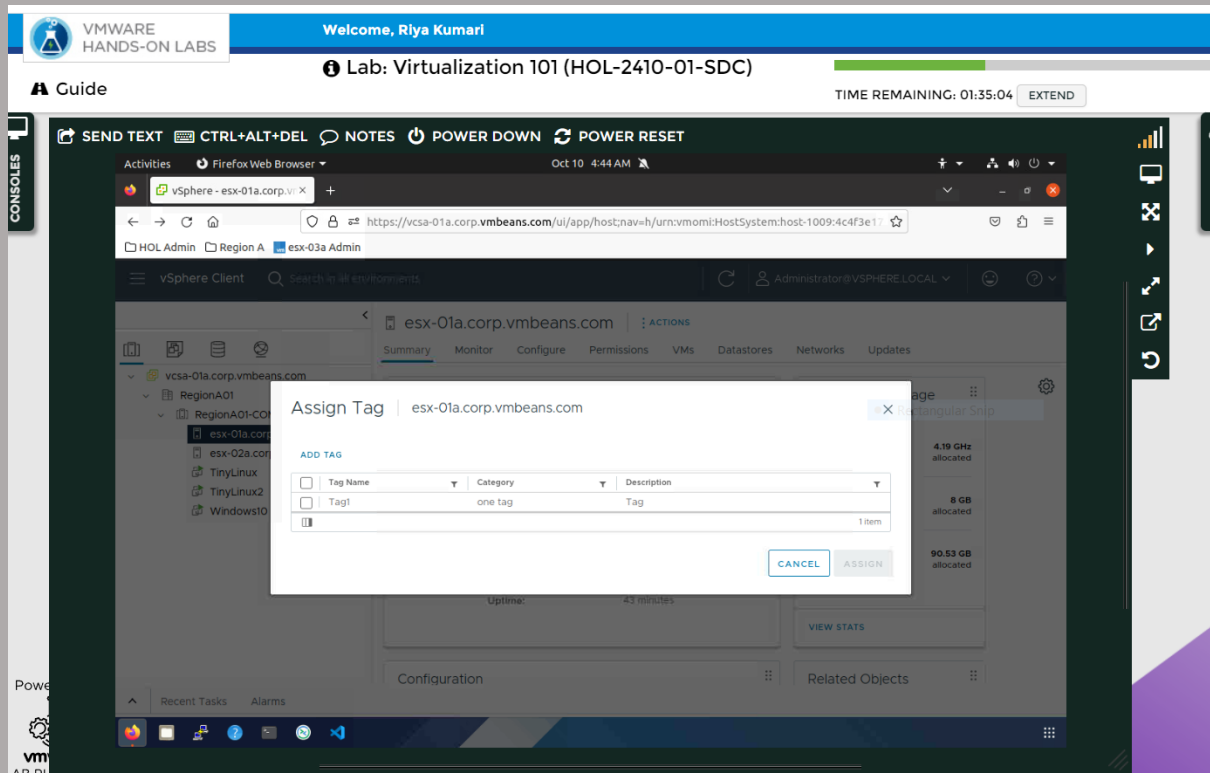 VMWARE
HANDS-ON LABS
Welcome, Riya Kumari
Lab: Virtualization 101 (HOL-2410-01-SDC)
Guide
TIME REMAINING: 01:35:04 EXTEND
CONSOLES
SEND TEXT CTRL+ALT+DEL NOTES POWER DOWN POWER RESET
Activities Firefox Web Browser Oct 10 4:44 AM
vSphere - esx-01a.corp.v
https://vcsa-01a.corp.vmbeans.com/ui/app/host;nav=h/urn:vmomi:HostSystem:host-1009:4c4f3e17
HOL Admin Region A esx-03a Admin
vSphere Client Search in all environments Administrator@VSPHERE.LOCAL
esx-01a.corp.vmbeans.com ACTIONS
Summary Monitor Configure Permissions VMs Datastores Networks Updates
vcsa-01a.corp.vmbeans.com
RegionA01
RegionA01-CO
esx-01a.corp
esx-02a.cor
TinyLinux
TinyLinux2
Windows10
Assign Tag esx-01a.corp.vmbeans.com
Rectangular Snip
ADD TAG
Tag Name Category Description
Tag1 one tag Tag
1 item
CANCEL ASSIGN
age
4.19 GHz
allocated
8 GB
allocated
90.53 GB
allocated
Uptime: 43 minutes
VIEW STATS
Configuration Related Objects
Recent Tasks Alarms
Powe
vm